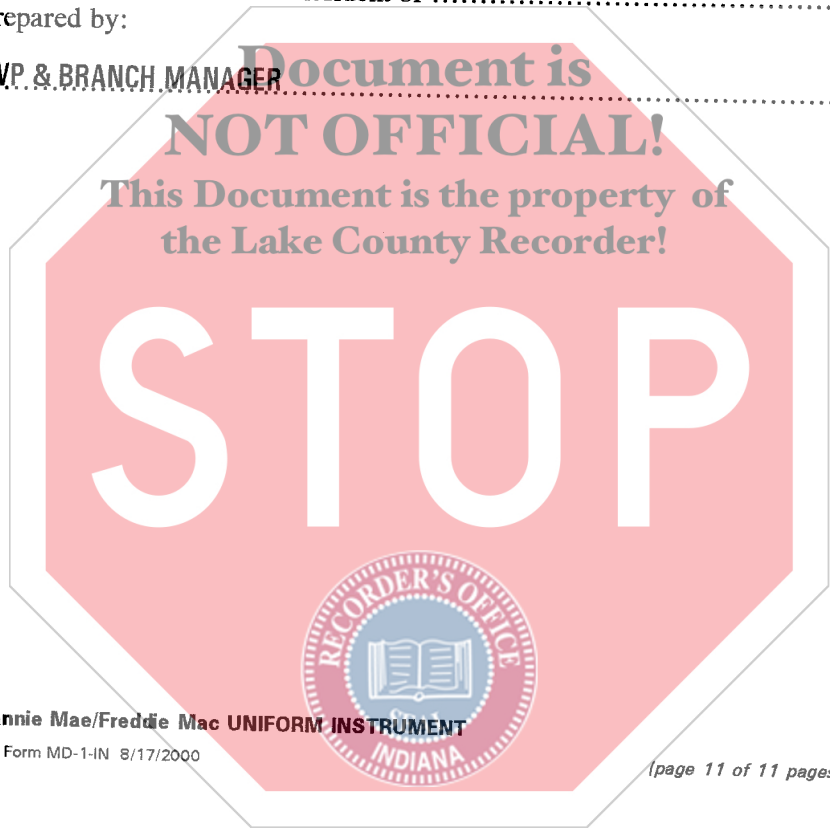 repared by:
VP & BRANCH MANAGER
Document is
NOT OFFICIAL!
This Document is the property of
the Lake County Recorder!
STOP
RECORDER'S OFFICE
SEAL
INDIANA
nnie Mae/Freddie Mac UNIFORM INSTRUMENT
Form MD-1-IN 8/17/2000
(page 11 of 11 pages